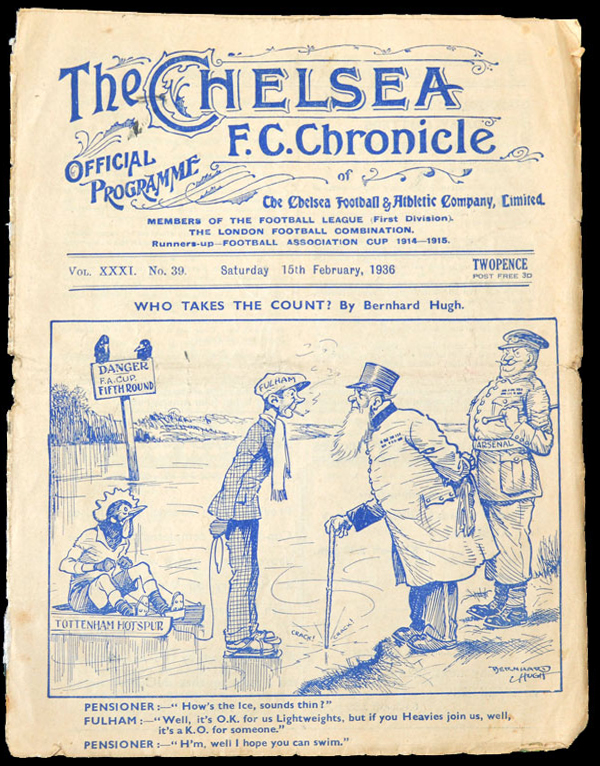 The CHELSEA
F.C. Chronicle
OFFICIAL
PROGRAMME
of
The Chelsea Football & Athletic Company, Limited.
MEMBERS OF THE FOOTBALL LEAGUE (First Division).
THE LONDON FOOTBALL COMBINATION.
Runners-up—FOOTBALL ASSOCIATION CUP 1914—1915.
VOL. XXXI. No. 39.
Saturday 15th February, 1936
TWOPENCE
POST FREE 3D
WHO TAKES THE COUNT? By Bernhard Hugh.
DANGER
F.A. CUP
FIFTH ROUND
FULHAM
ARSENAL
TOTTENHAM HOTSPUR
CRACK!
CRACK!
BERNHARD
HUGH
PENSIONER:—"How's the Ice, sounds thin?"
FULHAM:—"Well, it's O.K. for us Lightweights, but if you Heavies join us, well,
it's a K.O. for someone."
PENSIONER:—"H'm, well I hope you can swim."